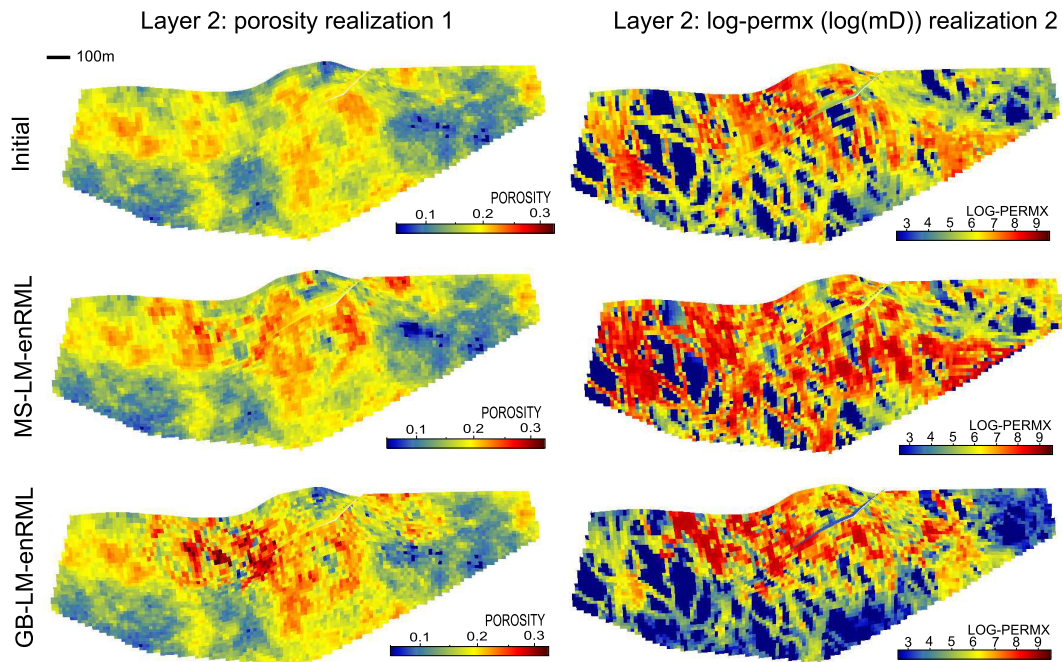 Layer 2: porosity realization 1
Layer 2: log-permx (log(mD)) realization 2
100m
Initial
POROSITY
0.1 0.2 0.3
LOG-PERMX
3 4 5 6 7 8 9
MS-LM-enRML
POROSITY
0.1 0.2 0.3
LOG-PERMX
3 4 5 6 7 8 9
GB-LM-enRML
POROSITY
0.1 0.2 0.3
LOG-PERMX
3 4 5 6 7 8 9